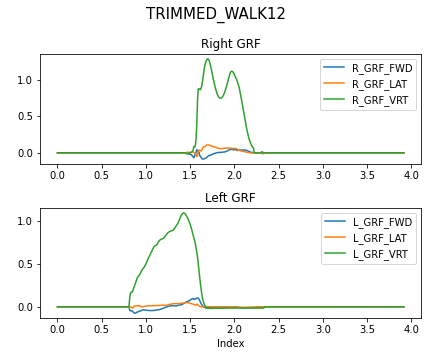 TRIMMED_WALK12
Right GRF
1.0
0.5
0.0
R_GRF_FWD
R_GRF_LAT
R_GRF_VRT
0.0 0.5 1.0 1.5 2.0 2.5 3.0 3.5 4.0
Left GRF
1.0
0.5
0.0
L_GRF_FWD
L_GRF_LAT
L_GRF_VRT
0.0 0.5 1.0 1.5 2.0 2.5 3.0 3.5 4.0
Index